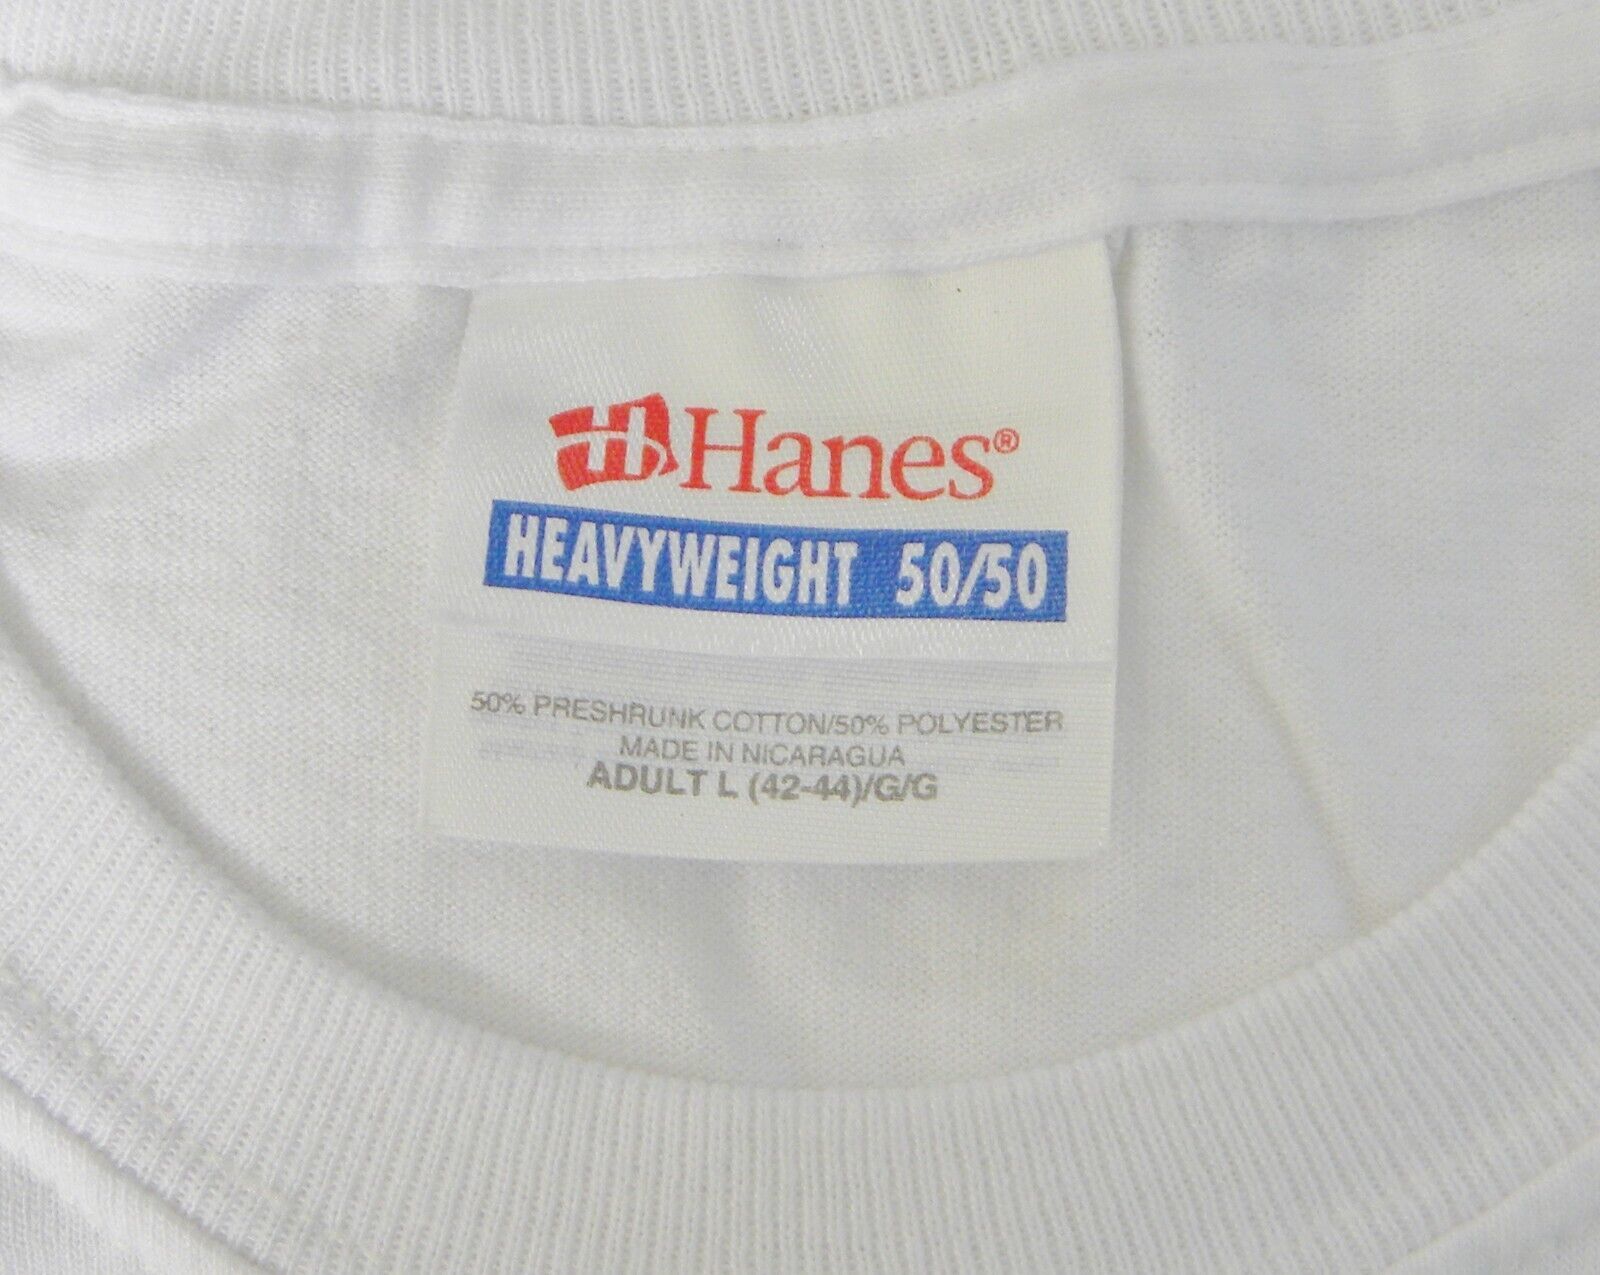 H Hanes®
HEAVYWEIGHT 50/50
50% PRESHRUNK COTTON/50% POLYESTER
MADE IN NICARAGUA
ADULT L (42-44)/G/G